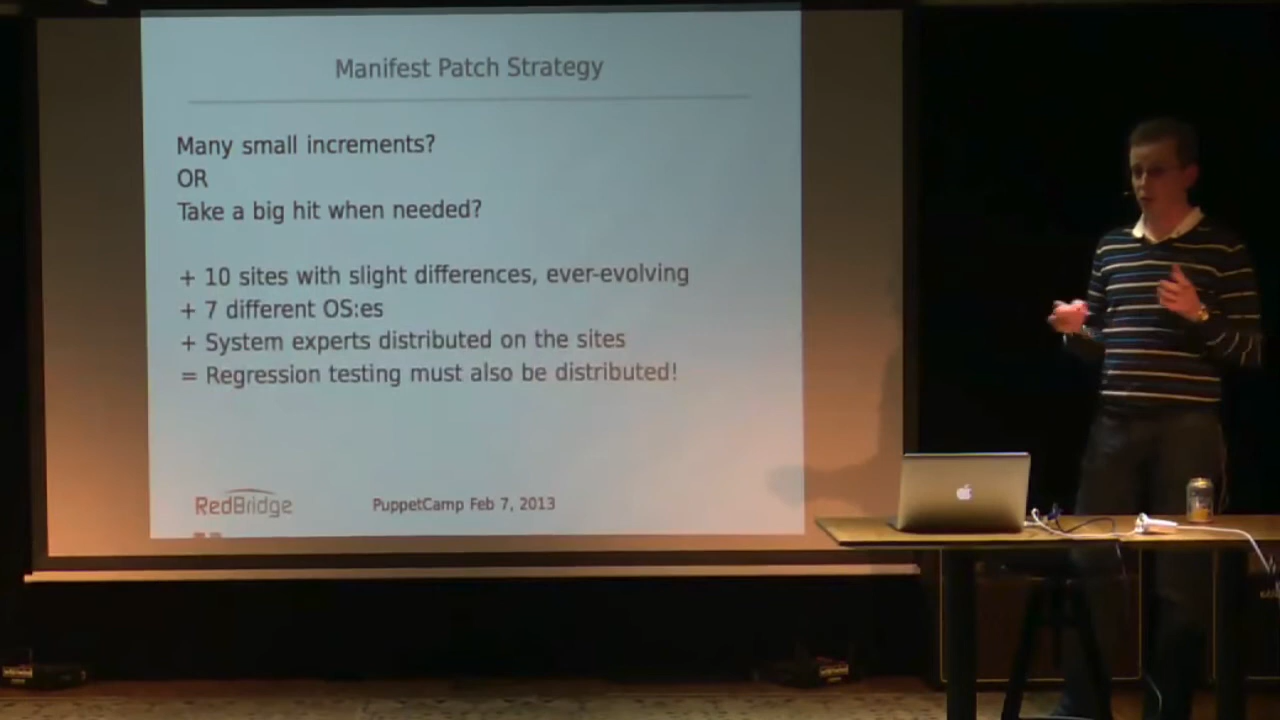 Manifest Patch Strategy
Many small increments?
OR
Take a big hit when needed?
+ 10 sites with slight differences, ever-evolving
+ 7 different OS:es
+ System experts distributed on the sites
= Regression testing must also be distributed!
RedBridge
PuppetCamp Feb 7, 2013